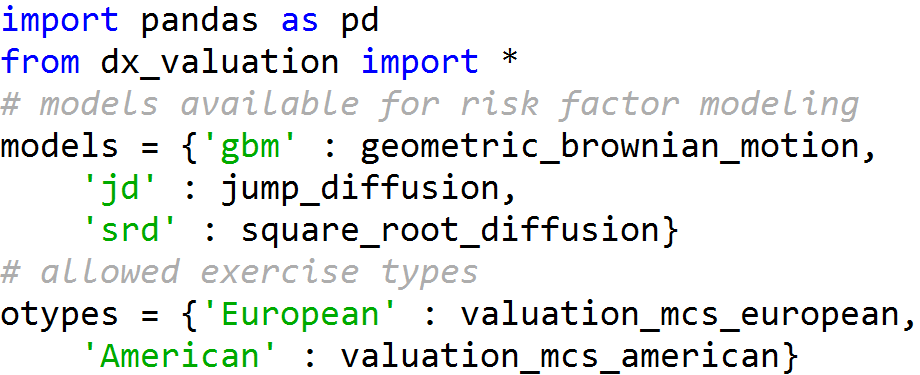 import pandas as pd
from dx_valuation import *
# models available for risk factor modeling
models = {'gbm' : geometric_brownian_motion,
    'jd' : jump_diffusion,
    'srd' : square_root_diffusion}
# allowed exercise types
otypes = {'European' : valuation_mcs_european,
    'American' : valuation_mcs_american}